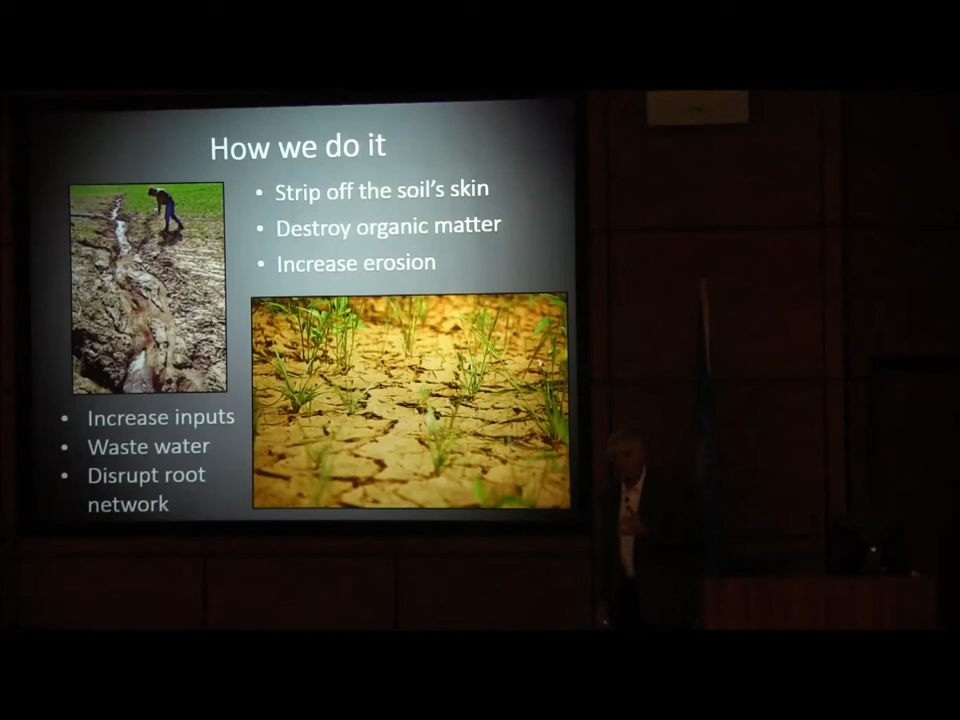 How we do it
• Strip off the soil's skin
• Destroy organic matter
• Increase erosion
• Increase inputs
• Waste water
• Disrupt root
network